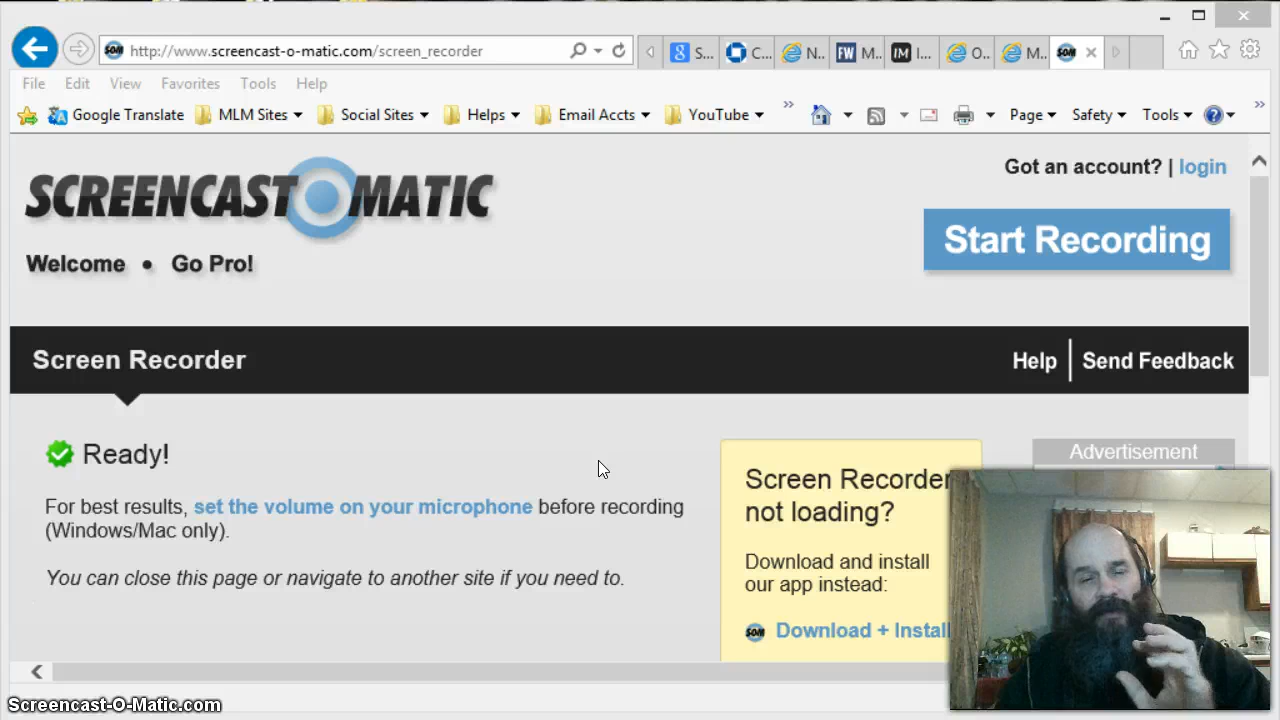 http://www.screencast-o-matic.com/screen_recorder
S...
C...
N...
M...
I...
O...
M...
File Edit View Favorites Tools Help
Google Translate MLM Sites Social Sites Helps Email Accts YouTube Page Safety Tools
Got an account? | login
SCREENCAST O MATIC
Start Recording
Welcome • Go Pro!
Screen Recorder
Help Send Feedback
Ready!
For best results, set the volume on your microphone before recording
(Windows/Mac only).
You can close this page or navigate to another site if you need to.
Screen Recorder
not loading?
Download and install
our app instead:
SOM Download + Install
Advertisement
Screencast-O-Matic.com